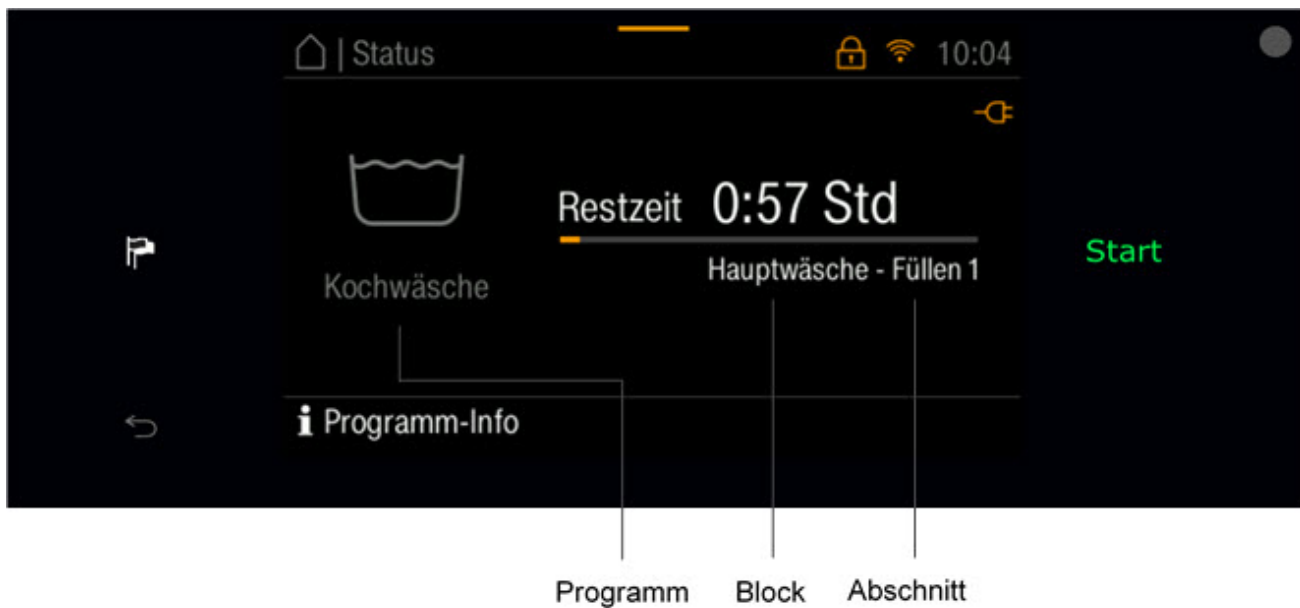 | Status 10:04
Restzeit 0:57 Std
Hauptwäsche - Füllen 1
Start
Kochwäsche
i Programm-Info
Programm Block Abschnitt